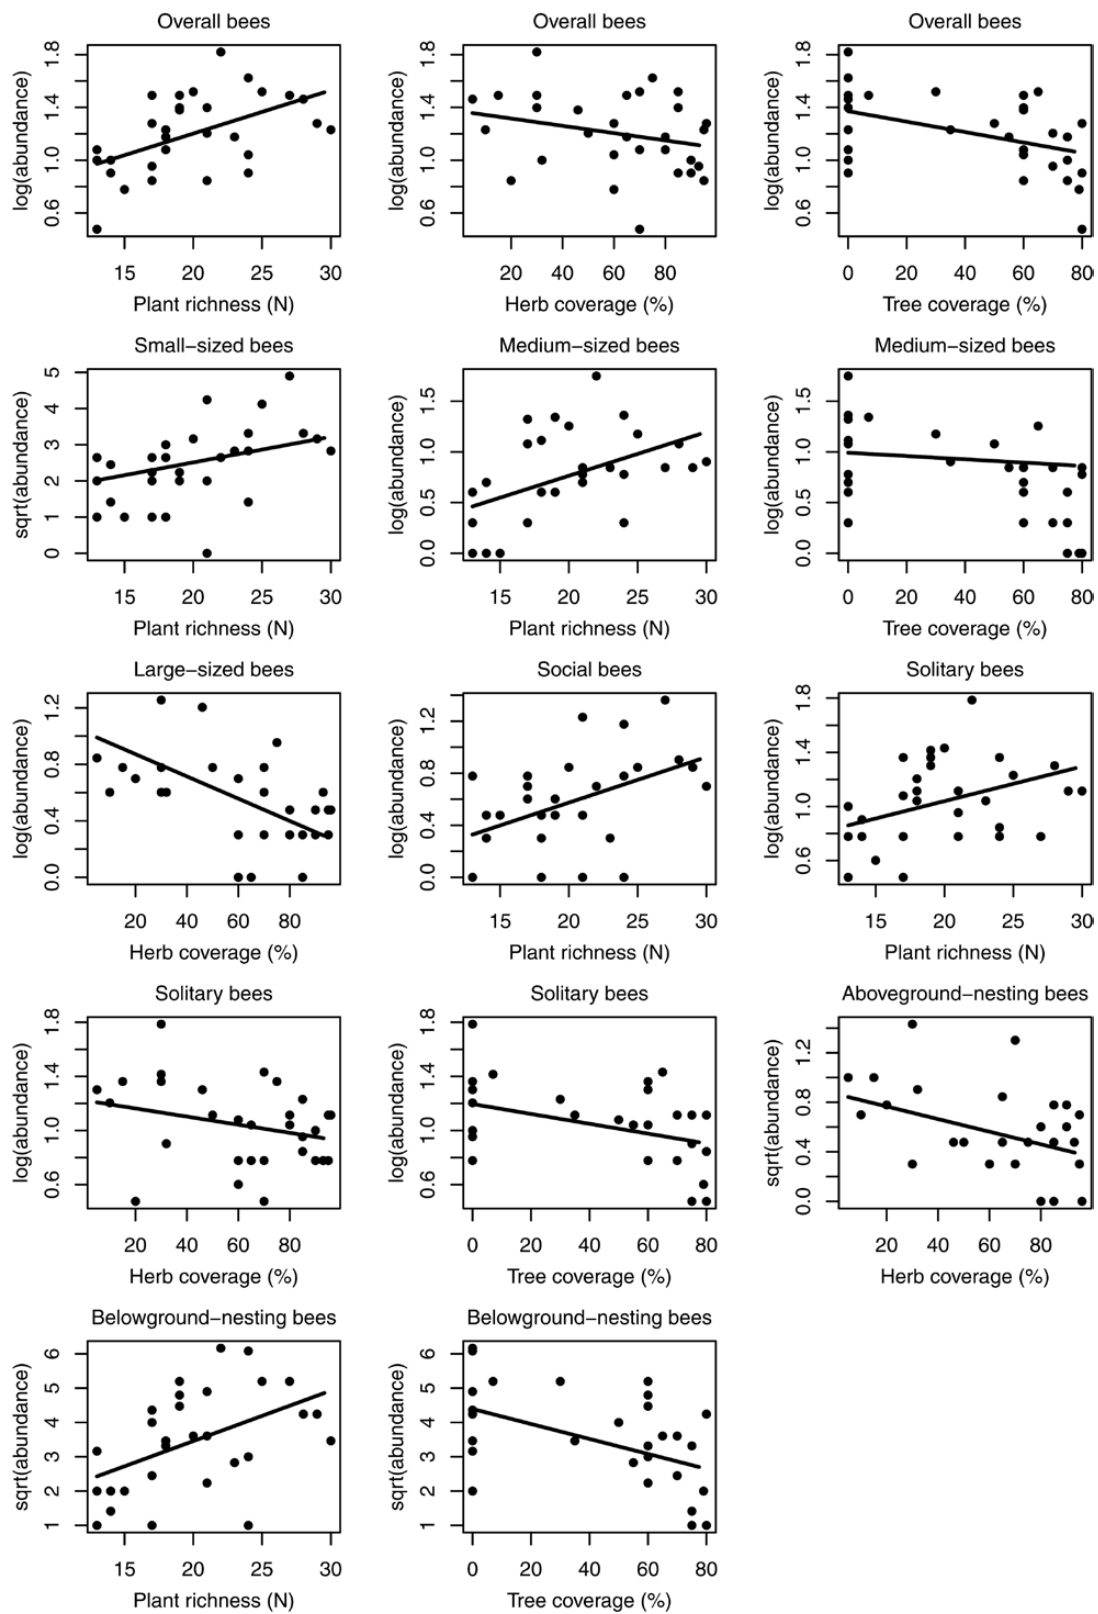 Overall bees
log(abundance)
0.6 1.0 1.4 1.8
15 20 25 30
Plant richness (N)
Overall bees
log(abundance)
0.6 1.0 1.4 1.8
20 40 60 80
Herb coverage (%)
Overall bees
log(abundance)
0.6 1.0 1.4 1.8
0 20 40 60 80
Tree coverage (%)
Small−sized bees
sqrt(abundance)
0 1 2 3 4 5
15 20 25 30
Plant richness (N)
Medium−sized bees
log(abundance)
0.0 0.5 1.0 1.5
15 20 25 30
Plant richness (N)
Medium−sized bees
log(abundance)
0.0 0.5 1.0 1.5
0 20 40 60 80
Tree coverage (%)
Large−sized bees
log(abundance)
0.0 0.4 0.8 1.2
20 40 60 80
Herb coverage (%)
Social bees
log(abundance)
0.0 0.4 0.8 1.2
15 20 25 30
Plant richness (N)
Solitary bees
log(abundance)
0.6 1.0 1.4 1.8
15 20 25 30
Plant richness (N)
Solitary bees
log(abundance)
0.6 1.0 1.4 1.8
20 40 60 80
Herb coverage (%)
Solitary bees
log(abundance)
0.6 1.0 1.4 1.8
0 20 40 60 80
Tree coverage (%)
Aboveground−nesting bees
sqrt(abundance)
0.0 0.4 0.8 1.2
20 40 60 80
Herb coverage (%)
Belowground−nesting bees
sqrt(abundance)
1 2 3 4 5 6
15 20 25 30
Plant richness (N)
Belowground−nesting bees
sqrt(abundance)
1 2 3 4 5 6
0 20 40 60 80
Tree coverage (%)